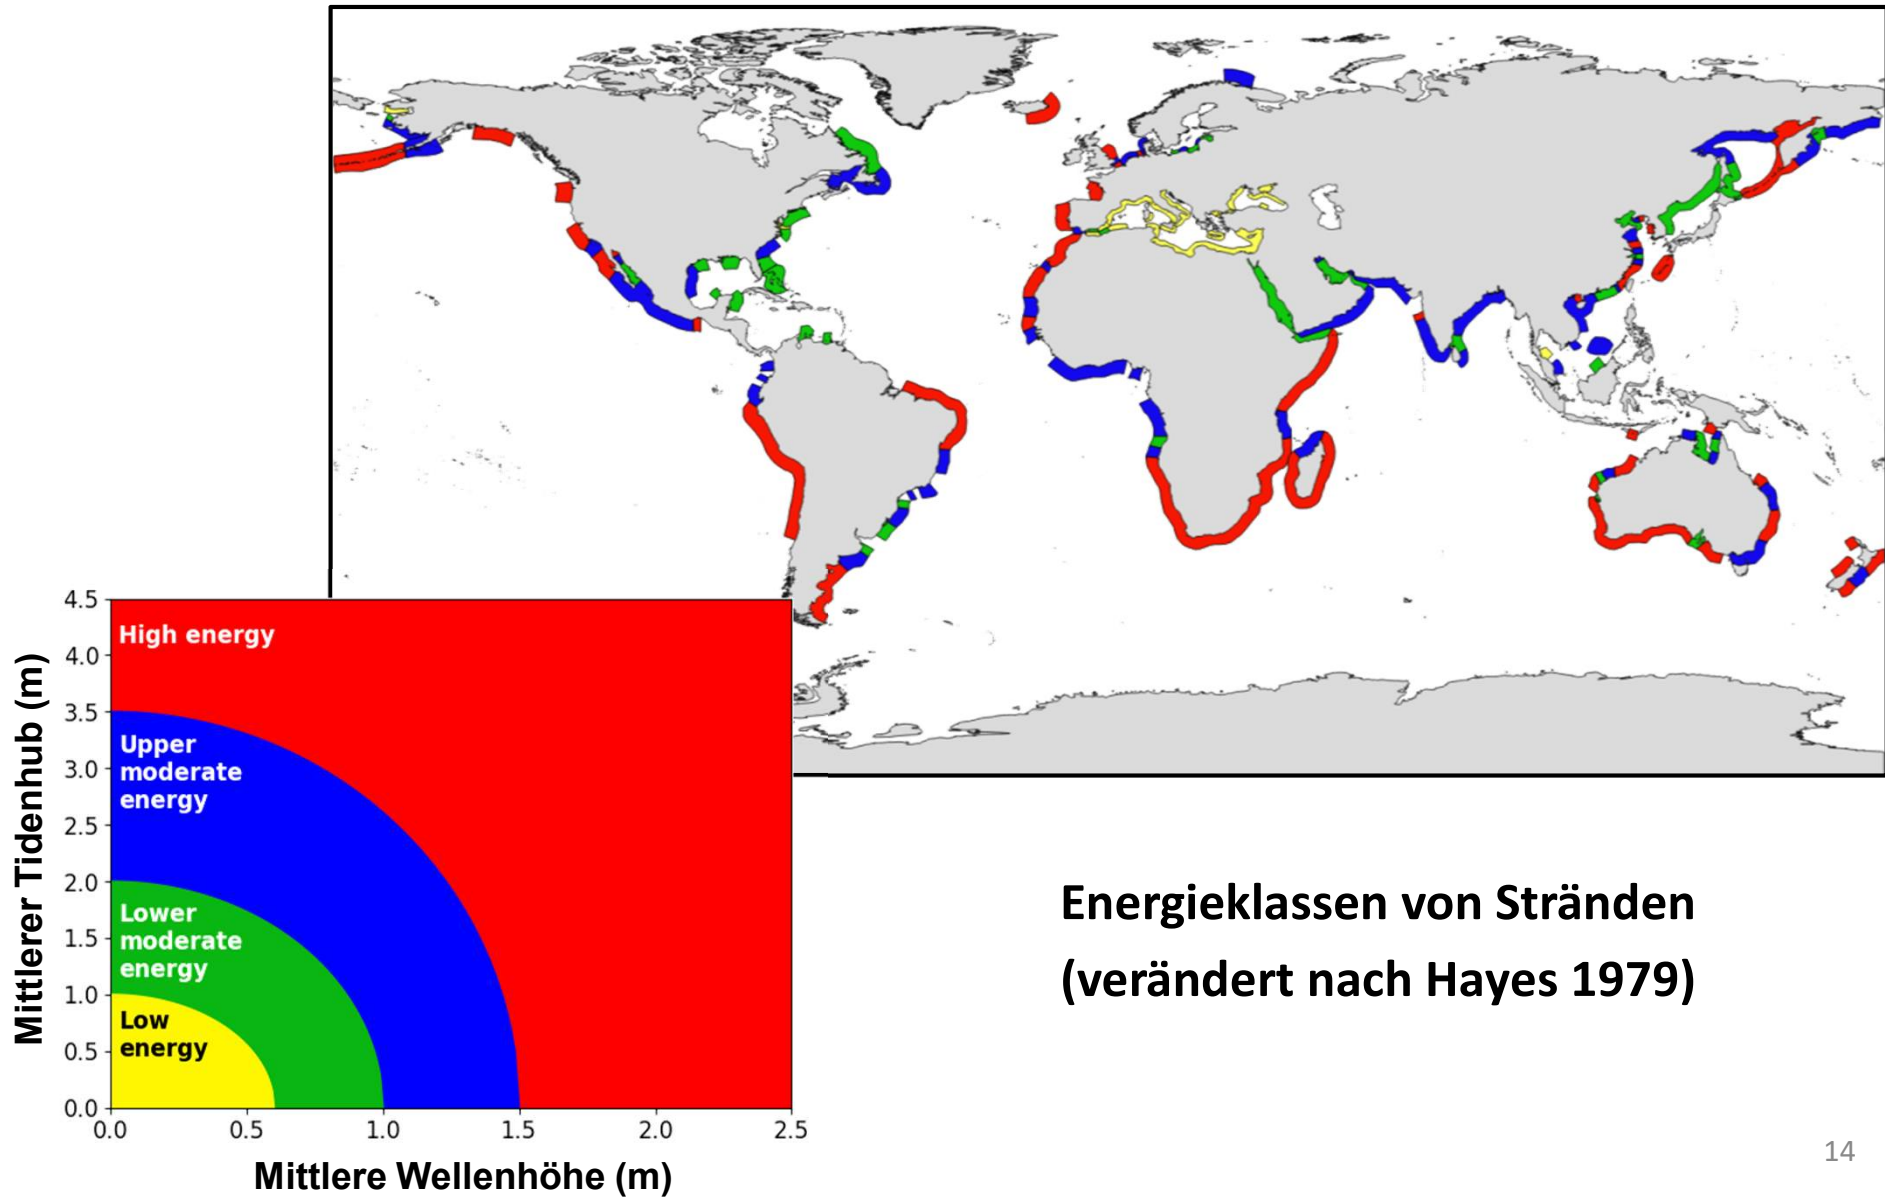 4.5
4.0
3.5
3.0
2.5
2.0
1.5
1.0
0.5
0.0
Mittlerer Tidenhub (m)
High energy
Upper
moderate
energy
Lower
moderate
energy
Low
energy
0.0 0.5 1.0 1.5 2.0 2.5
Mittlere Wellenhöhe (m)
Energieklassen von Stränden
(verändert nach Hayes 1979)
14